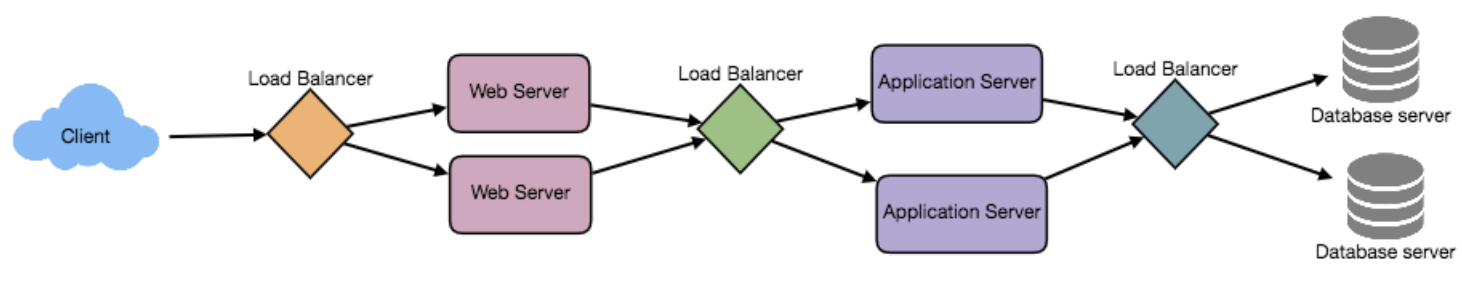 Client
Load Balancer
Web Server
Web Server
Load Balancer
Application Server
Application Server
Load Balancer
Database server
Database server